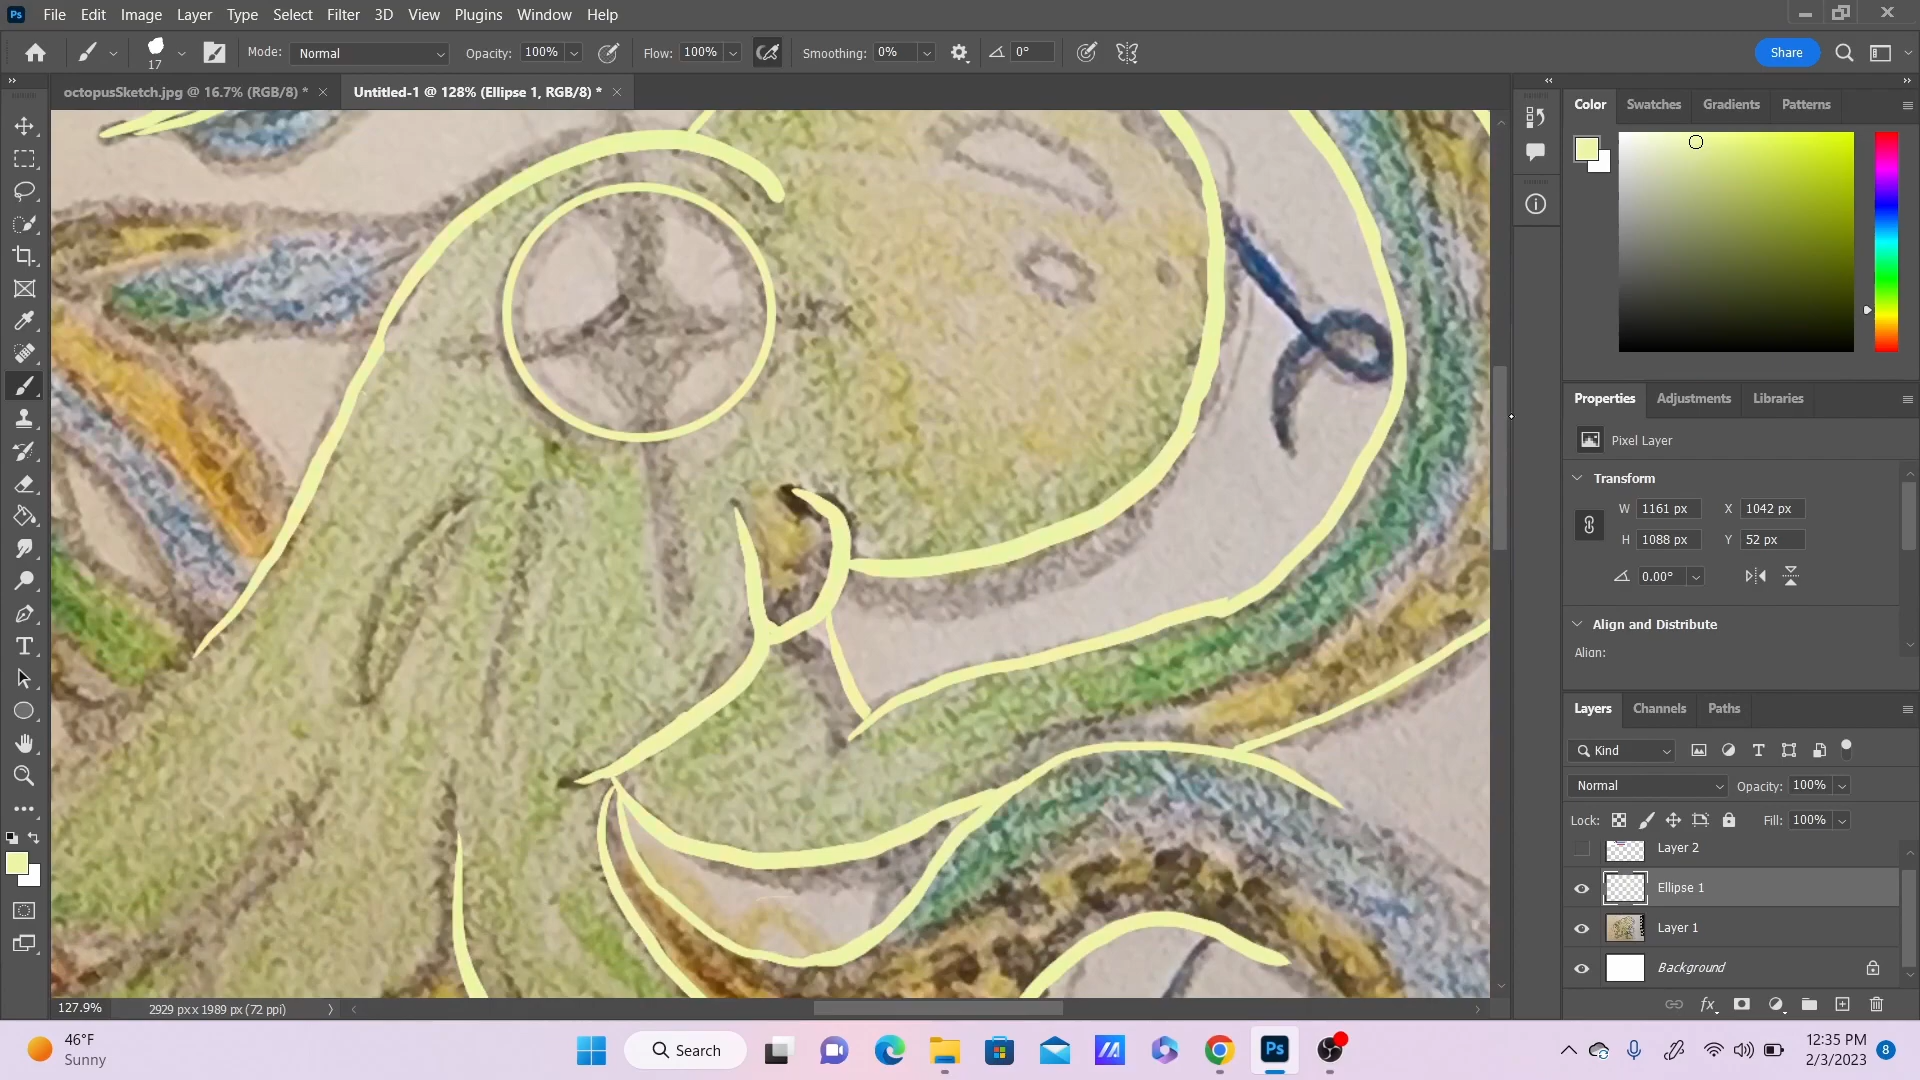 Ps File Edit Image Layer Type Select Filter 3D View Plugins Window Help
17 Mode: Normal Opacity: 100% Flow: 100% Smoothing: 0% 0° Share
octopusSketch.jpg @ 16.7% (RGB/8) * Untitled-1 @ 128% (Ellipse 1, RGB/8) *
Color Swatches Gradients Patterns
Properties Adjustments Libraries
Pixel Layer
Transform
W 1161 px X 1042 px
H 1088 px Y 52 px
0.00°
Align and Distribute
Align:
Layers Channels Paths
Kind
Normal Opacity: 100%
Lock: Fill: 100%
Layer 2
Ellipse 1
Layer 1
Background
127.9% 2929 px x 1989 px (72 ppi)
46°F
Sunny
Search
Ps
12:35 PM
2/3/2023
8